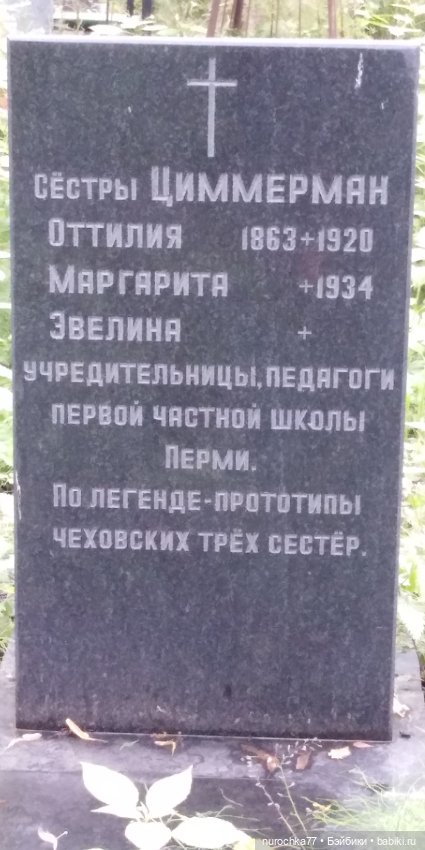 сёстры Циммерман
Оттилия 1863+1920
Маргарита +1934
Эвелина +
учредительницы, педагоги
первой частной школы
Перми.
По легенде-прототипы
чеховских трёх сестёр.
nurochka77 • Бэйбики • babiki.ru